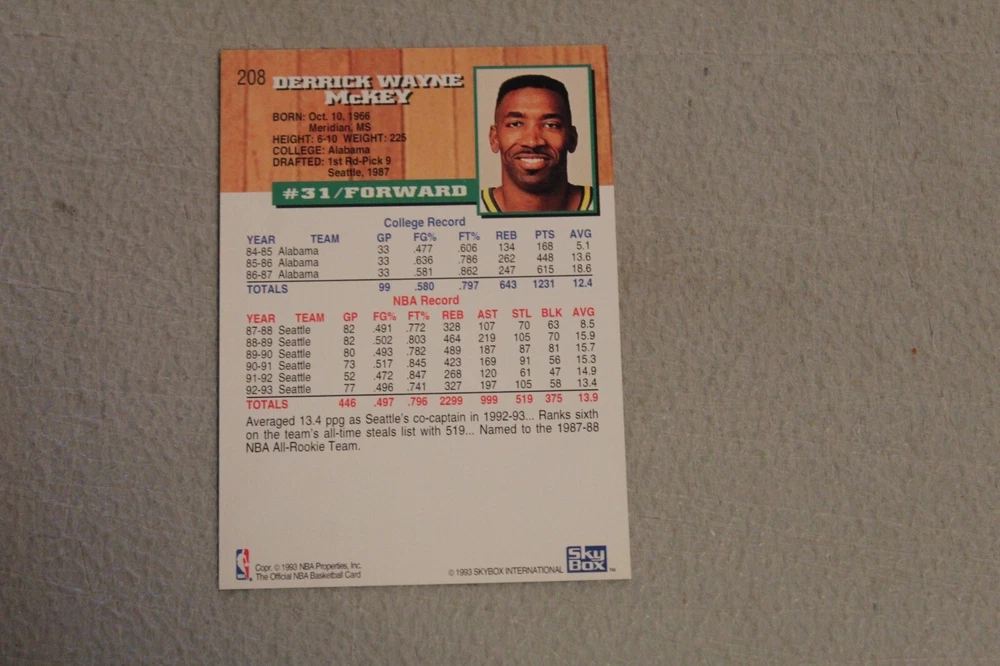 208 DERRICK WAYNE
McKEY
BORN: Oct. 10, 1966
Meridian, MS
HEIGHT: 6-10 WEIGHT: 225
COLLEGE: Alabama
DRAFTED: 1st Rd-Pick 9
Seattle, 1987
#31/FORWARD
College Record
YEAR TEAM GP FG% FT% REB PTS AVG
84-85 Alabama 33 .477 .606 134 168 5.1
85-86 Alabama 33 .636 .786 262 448 13.6
86-87 Alabama 33 .581 .862 247 615 18.6
TOTALS 99 .580 .797 643 1231 12.4
NBA Record
YEAR TEAM GP FG% FT% REB AST STL BLK AVG
87-88 Seattle 82 .491 .772 328 107 70 63 8.5
88-89 Seattle 82 .502 .803 464 219 105 70 15.9
89-90 Seattle 80 .493 .782 489 187 87 81 15.7
90-91 Seattle 73 .517 .845 423 169 91 56 15.3
91-92 Seattle 52 .472 .847 268 120 61 47 14.9
92-93 Seattle 77 .496 .741 327 197 105 58 13.4
TOTALS 446 .497 .796 2299 999 519 375 13.9
Averaged 13.4 ppg as Seattle's co-captain in 1992-93... Ranks sixth
on the team's all-time steals list with 519... Named to the 1987-88
NBA All-Rookie Team.
Copr. © 1993 NBA Properties, Inc.
The Official NBA Basketball Card
© 1993 SKYBOX INTERNATIONAL
Sky
Box
™